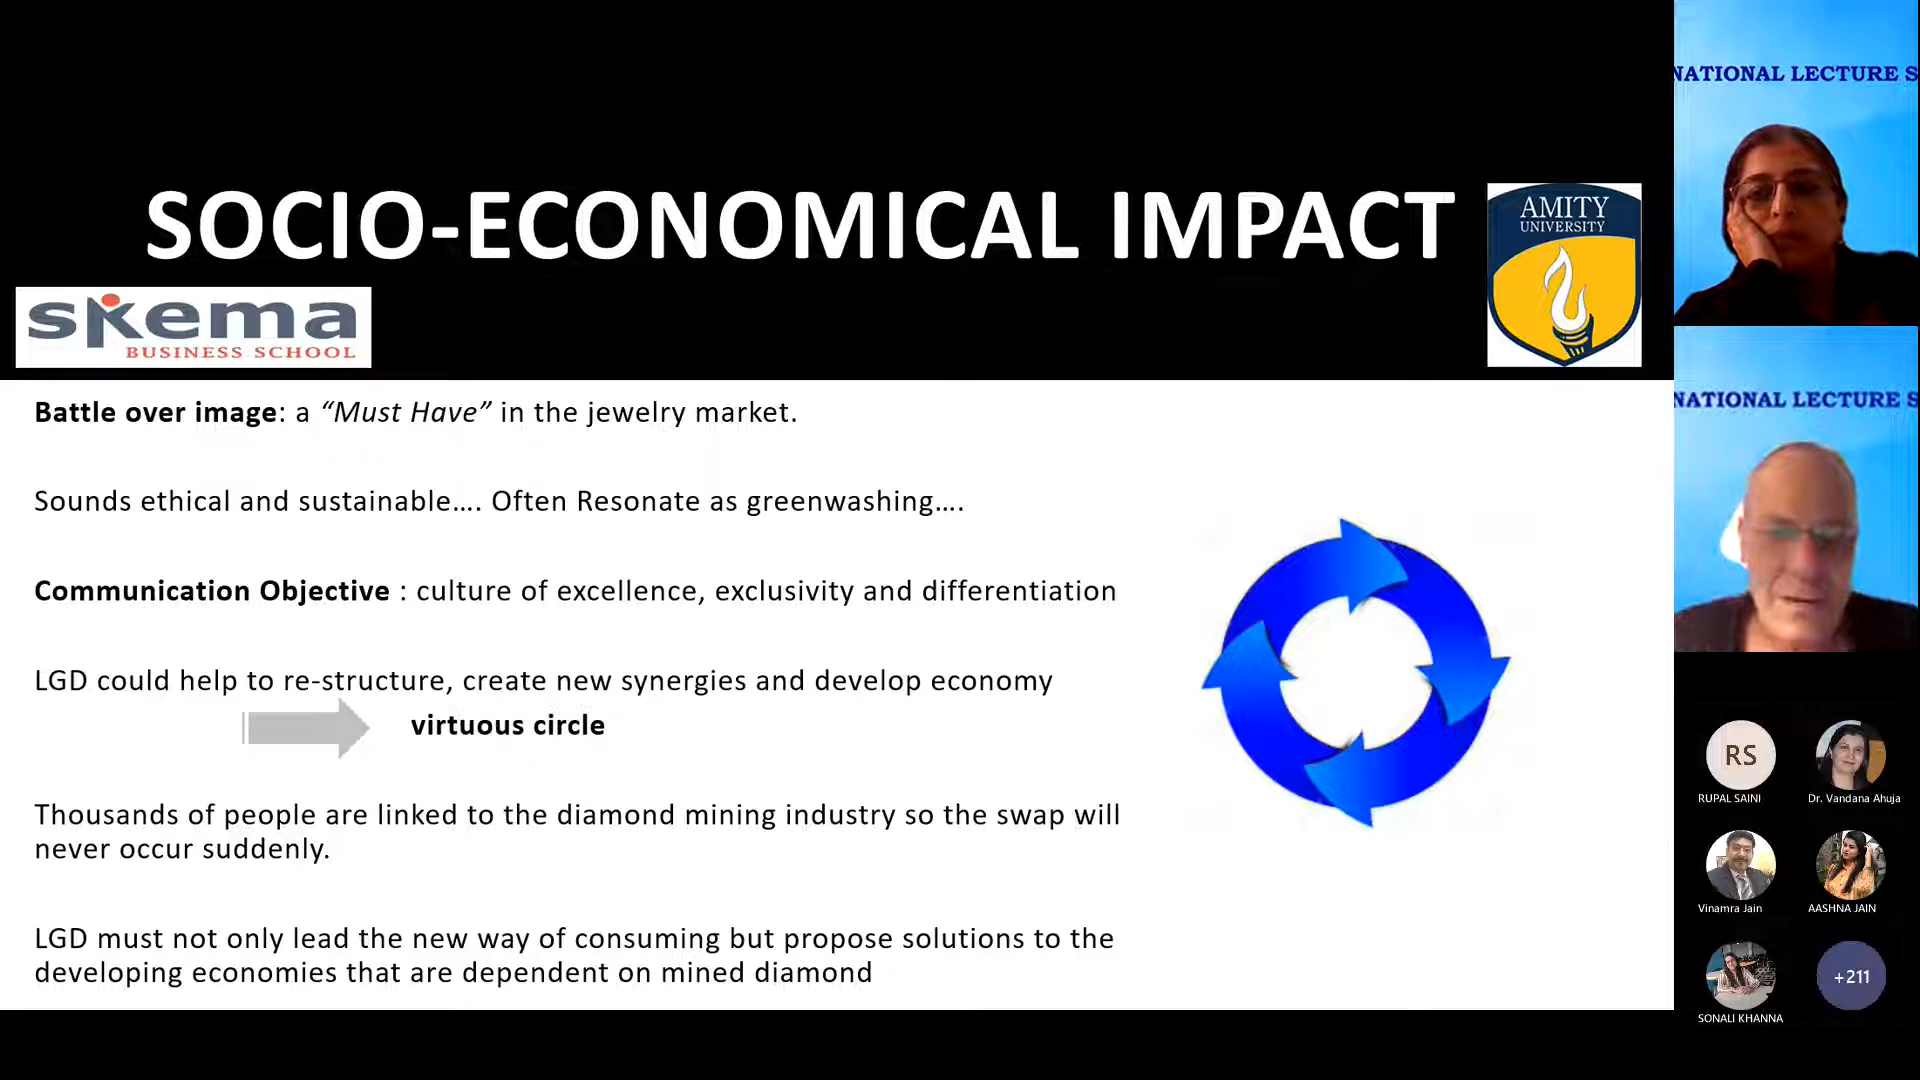 SOCIO-ECONOMICAL IMPACT
AMITY
UNIVERSITY
skema
BUSINESS SCHOOL
Battle over image: a “Must Have” in the jewelry market.
Sounds ethical and sustainable…. Often Resonate as greenwashing….
Communication Objective : culture of excellence, exclusivity and differentiation
LGD could help to re-structure, create new synergies and develop economy
virtuous circle
Thousands of people are linked to the diamond mining industry so the swap will
never occur suddenly.
LGD must not only lead the new way of consuming but propose solutions to the
developing economies that are dependent on mined diamond
NATIONAL LECTURE S
NATIONAL LECTURE S
RS
RUPAL SAINI
Dr. Vandana Ahuja
Vinamra Jain
AASHNA JAIN
SONALI KHANNA
+211